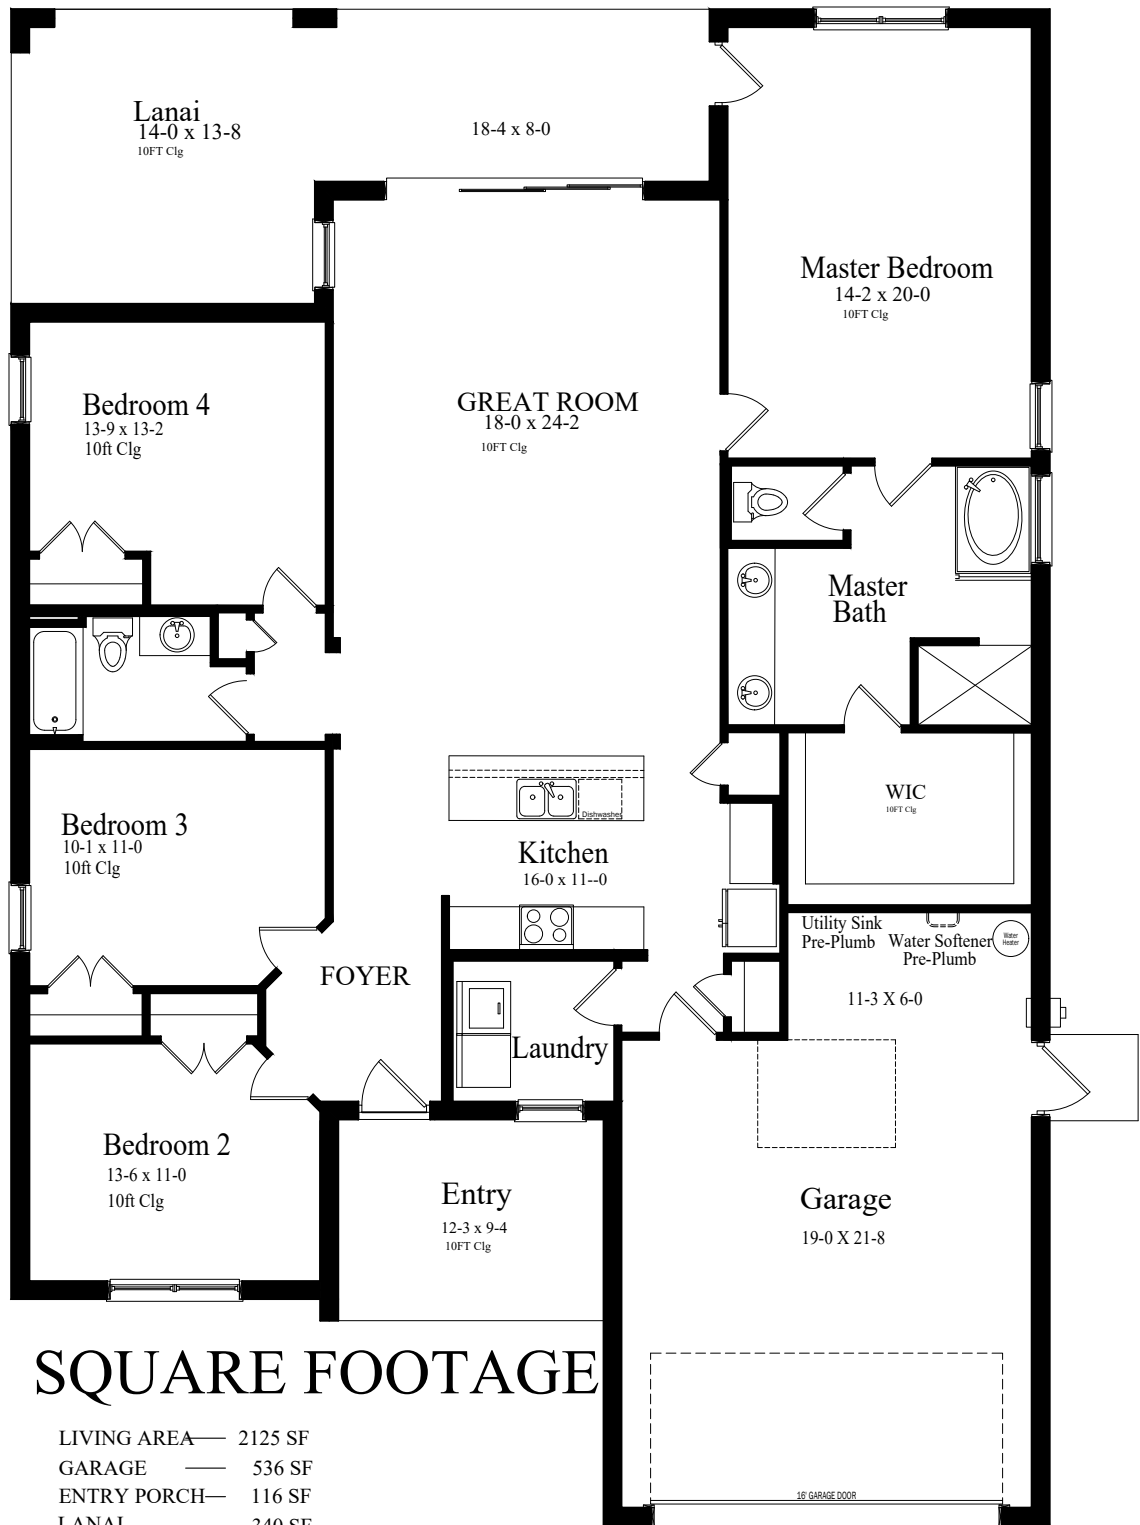 Lanai
14-0 x 13-8
10FT Clg
18-4 x 8-0
Master Bedroom
14-2 x 20-0
10FT Clg
Bedroom 4
13-9 x 13-2
10ft Clg
GREAT ROOM
18-0 x 24-2
10FT Clg
Master
Bath
WIC
10FT Clg
Bedroom 3
10-1 x 11-0
10ft Clg
Dishwasher
Kitchen
16-0 x 11--0
Utility Sink
Pre-Plumb
Water Softener
Pre-Plumb
Water
Heater
11-3 X 6-0
FOYER
Laundry
Bedroom 2
13-6 x 11-0
10ft Clg
Entry
12-3 x 9-4
10FT Clg
Garage
19-0 X 21-8
16' GARAGE DOOR
SQUARE FOOTAGE
LIVING AREA 2125 SF
GARAGE 536 SF
ENTRY PORCH 116 SF
LANAI 340 SF